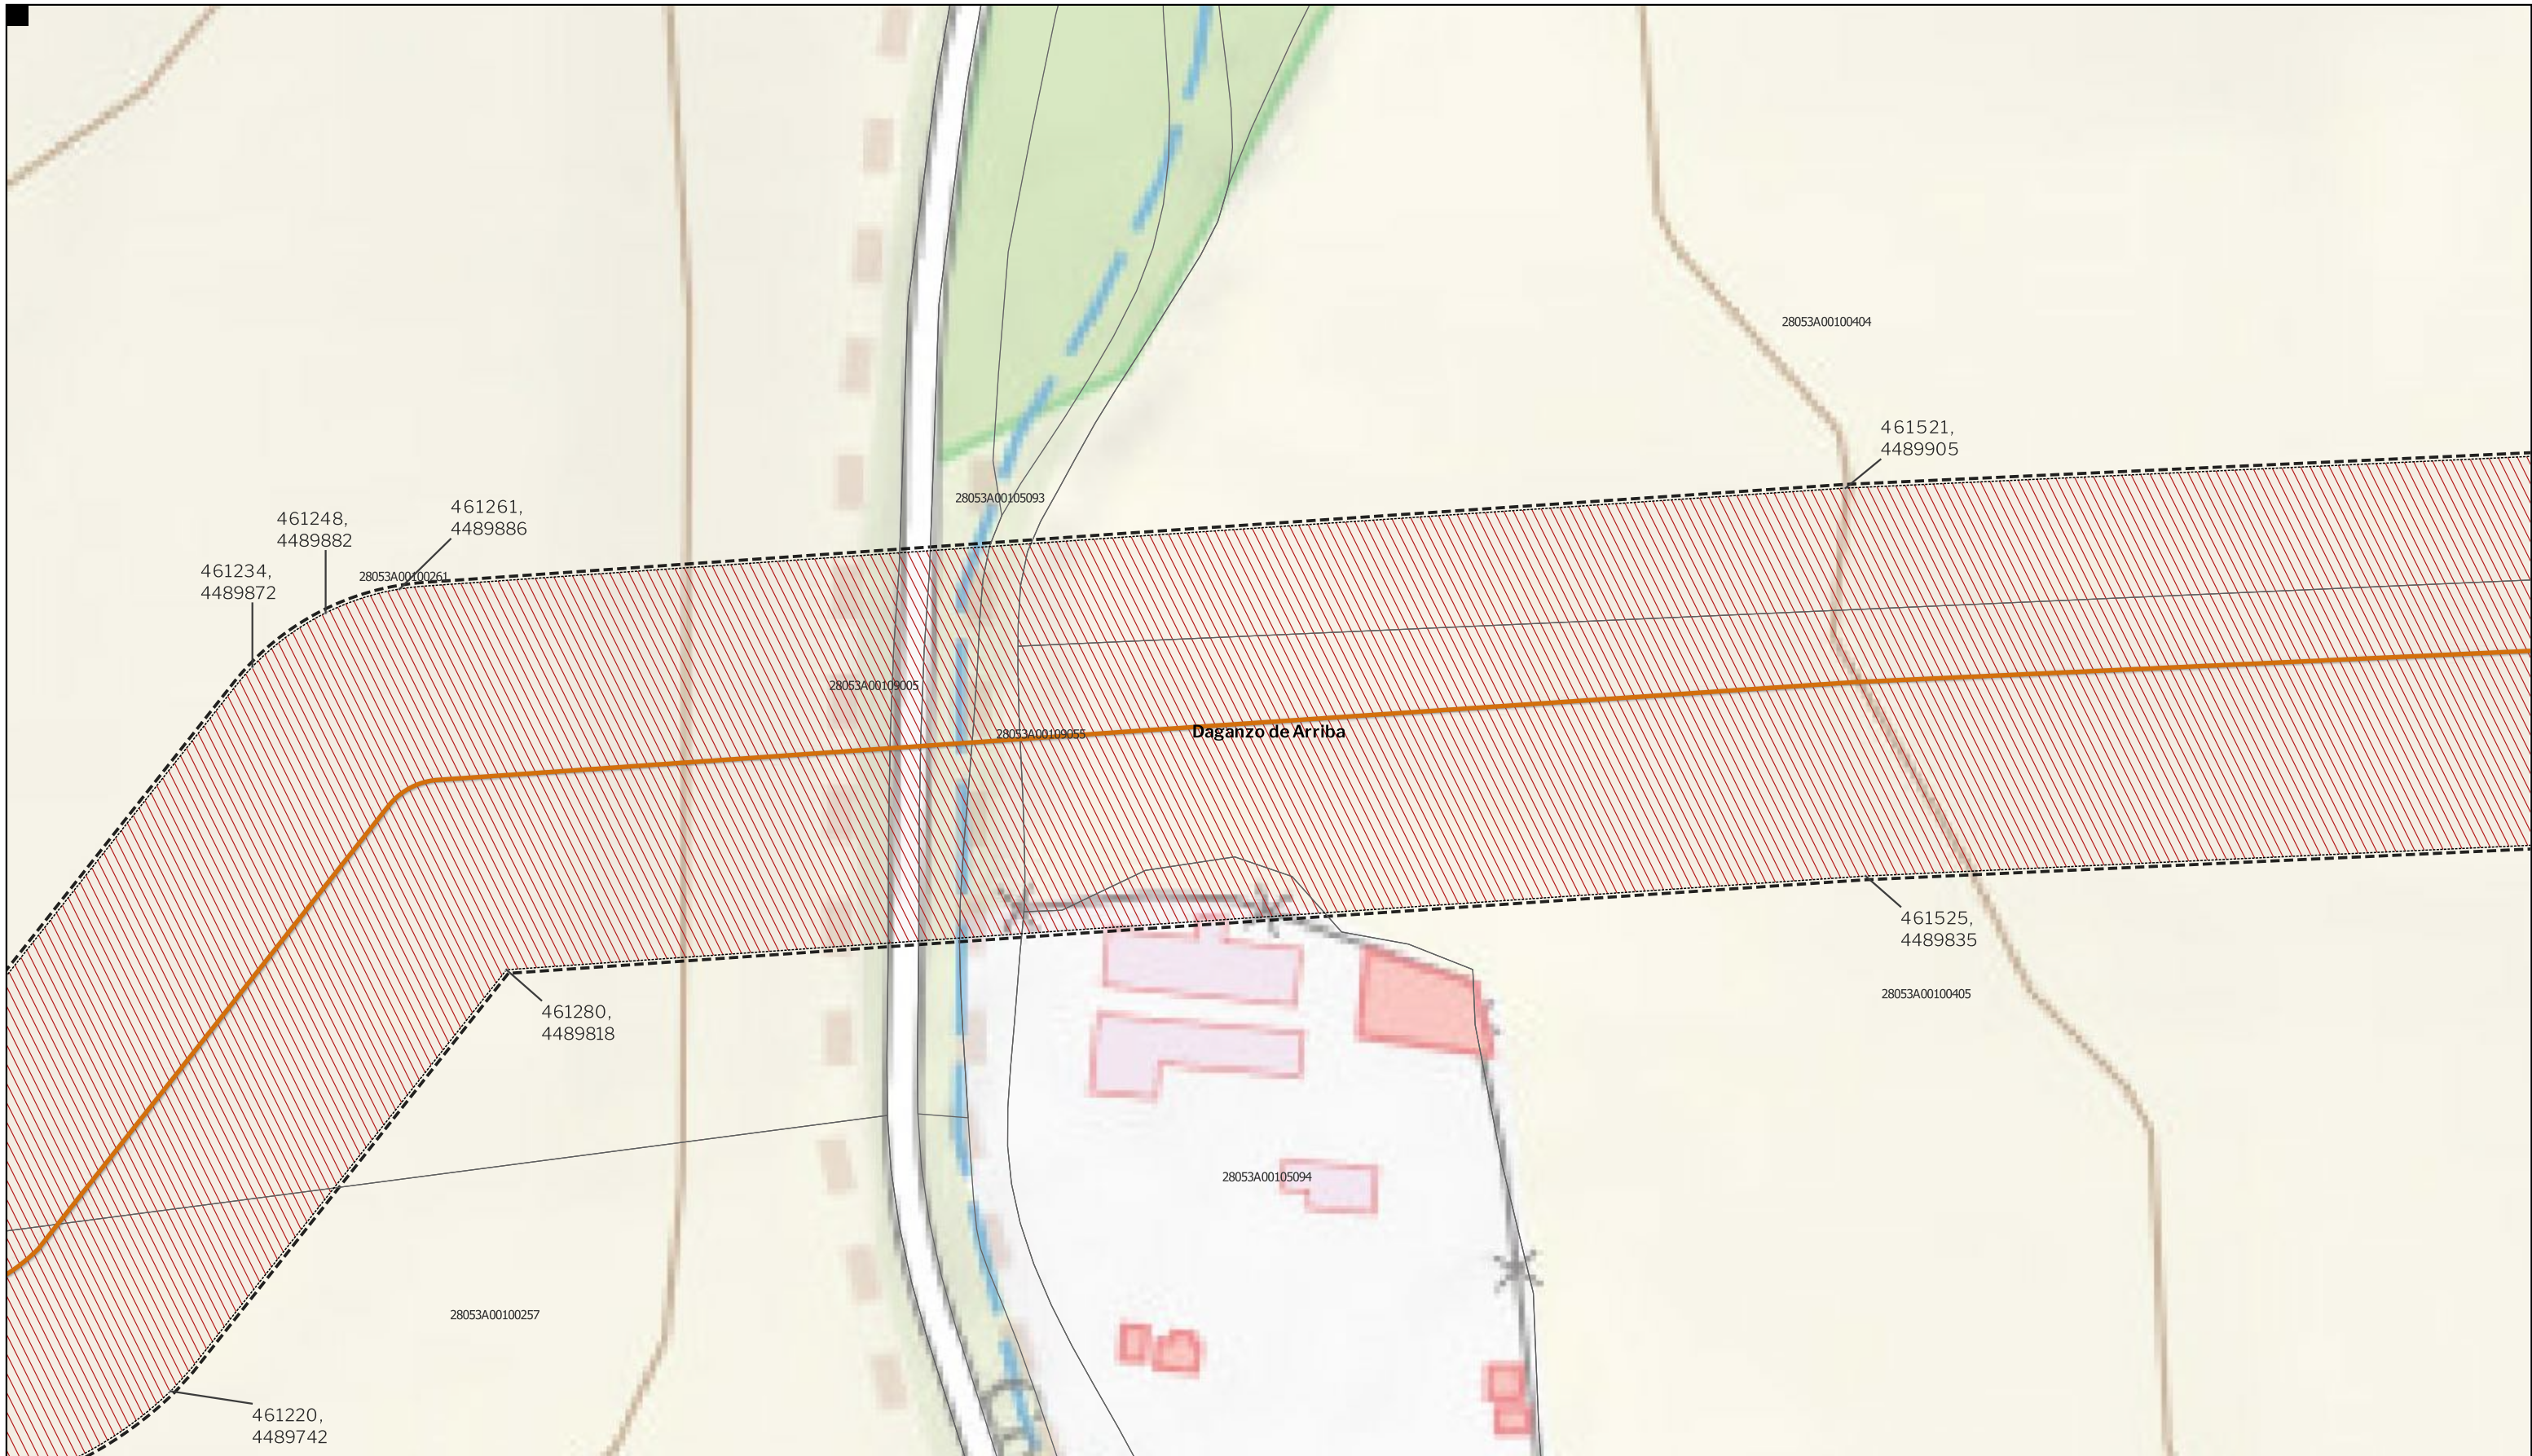 28053A00100404
461521,
4489905
28053A00105093
461261,
4489886
461248,
4489882
461234,
4489872
28053A00100261
28053A00109005
28053A00109055
Daganzo de Arriba
461525,
4489835
28053A00100405
461280,
4489818
28053A00105094
28053A00100257
461220,
4489742